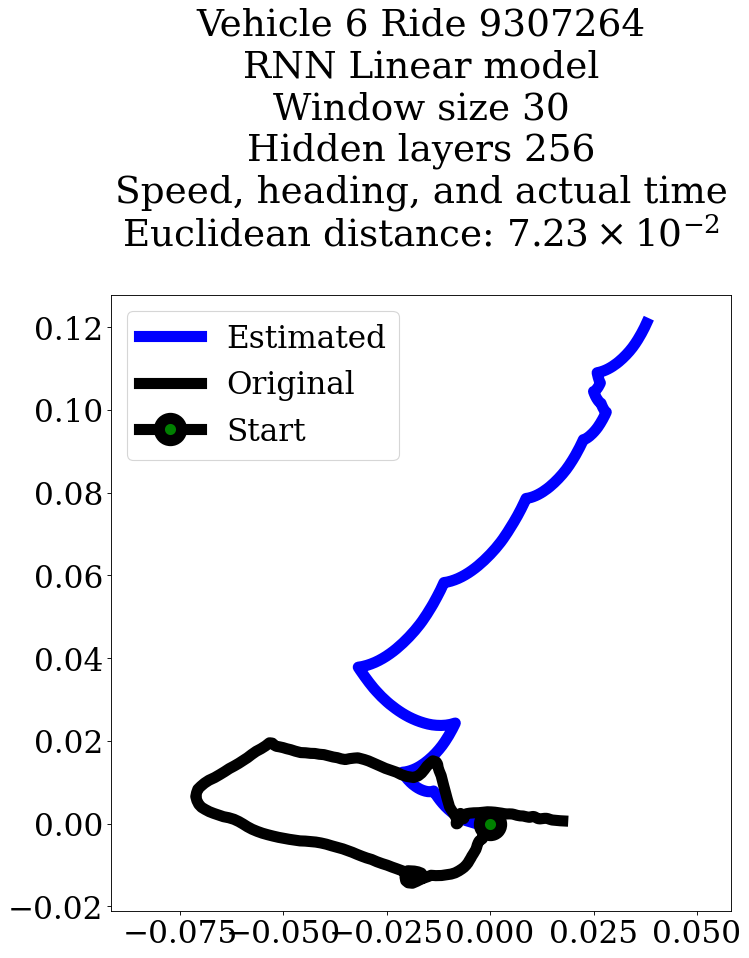 Vehicle 6 Ride 9307264
RNN Linear model
Window size 30
Hidden layers 256
Speed, heading, and actual time
Euclidean distance: 7.23 × 10⁻²
Estimated
Original
Start
0.12
0.10
0.08
0.06
0.04
0.02
0.00
−0.02
−0.075 −0.050 −0.025 0.000 0.025 0.050